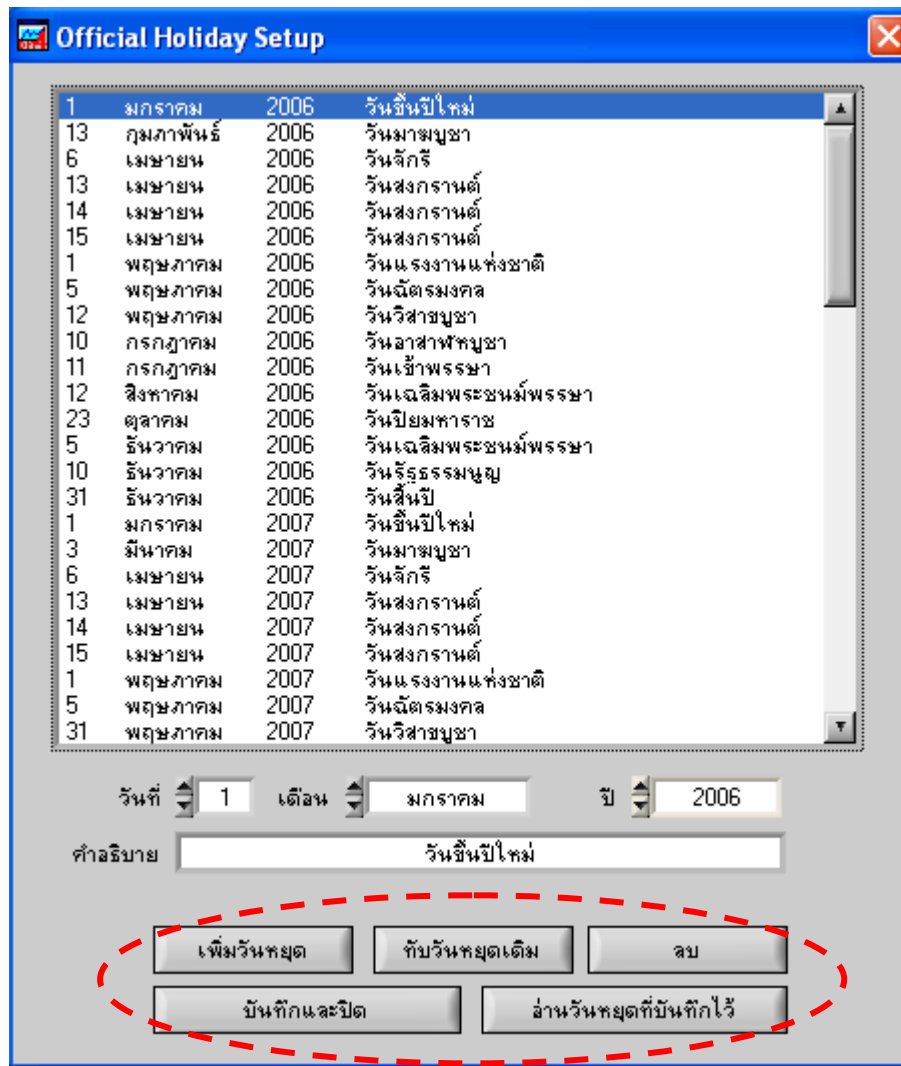 Official Holiday Setup
1 มกราคม 2006 วันขึ้นปีใหม่
13 กุมภาพันธ์ 2006 วันมาฆบูชา
6 เมษายน 2006 วันจักรี
13 เมษายน 2006 วันสงกรานต์
14 เมษายน 2006 วันสงกรานต์
15 เมษายน 2006 วันสงกรานต์
1 พฤษภาคม 2006 วันแรงงานแห่งชาติ
5 พฤษภาคม 2006 วันฉัตรมงคล
12 พฤษภาคม 2006 วันวิสาขบูชา
10 กรกฎาคม 2006 วันอาสาฬหบูชา
11 กรกฎาคม 2006 วันเข้าพรรษา
12 สิงหาคม 2006 วันเฉลิมพระชนม์พรรษา
23 ตุลาคม 2006 วันปิยมหาราช
5 ธันวาคม 2006 วันเฉลิมพระชนม์พรรษา
10 ธันวาคม 2006 วันรัฐธรรมนูญ
31 ธันวาคม 2006 วันสิ้นปี
1 มกราคม 2007 วันขึ้นปีใหม่
3 มีนาคม 2007 วันมาฆบูชา
6 เมษายน 2007 วันจักรี
13 เมษายน 2007 วันสงกรานต์
14 เมษายน 2007 วันสงกรานต์
15 เมษายน 2007 วันสงกรานต์
1 พฤษภาคม 2007 วันแรงงานแห่งชาติ
5 พฤษภาคม 2007 วันฉัตรมงคล
31 พฤษภาคม 2007 วันวิสาขบูชา
วันที่ 1 เดือน มกราคม ปี 2006
คำอธิบาย วันขึ้นปีใหม่
เพิ่มวันหยุด ทับวันหยุดเดิม ลบ
บันทึกและปิด อ่านวันหยุดที่บันทึกไว้